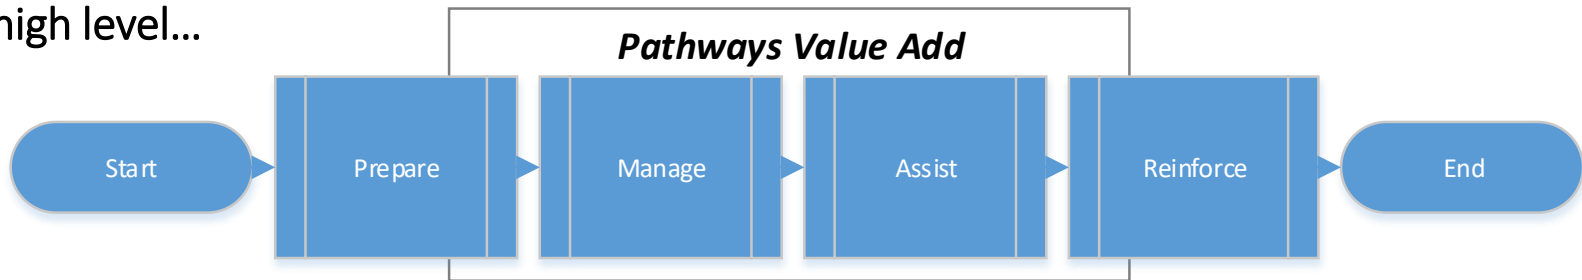 high level...
Pathways Value Add
Start
Prepare
Manage
Assist
Reinforce
End